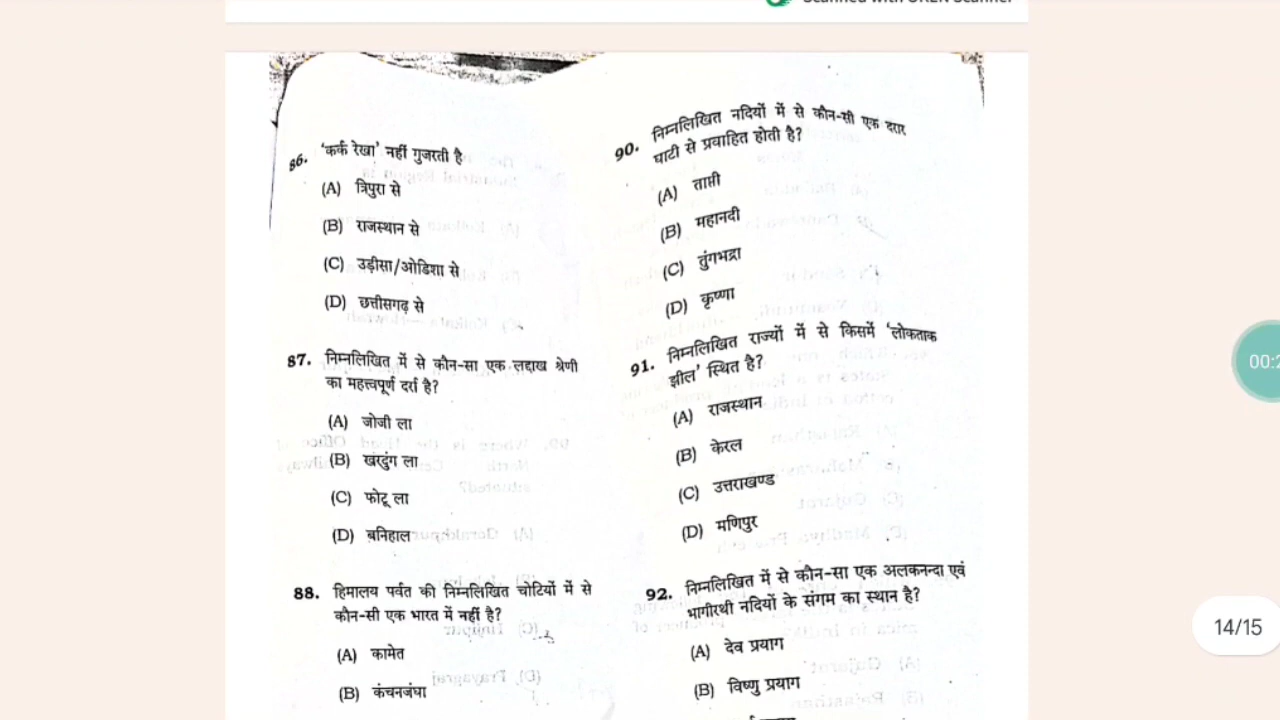 86. 'कर्क रेखा' नहीं गुजरती है
(A) त्रिपुरा से
(B) राजस्थान से
(C) उड़ीसा/ओडिशा से
(D) छत्तीसगढ़ से
87. निम्नलिखित में से कौन-सा एक लद्दाख श्रेणी
का महत्त्वपूर्ण दर्रा है?
(A) जोजी ला
(B) खरदुंग ला
(C) फोटू ला
(D) बनिहाल
88. हिमालय पर्वत की निम्नलिखित चोटियों में से
कौन-सी एक भारत में नहीं है?
(A) कामेत
(B) कंचनजंघा
90. निम्नलिखित नदियों में से कौन-सी एक दरार
घाटी से प्रवाहित होती है?
(A) ताप्ती
(B) महानदी
(C) तुंगभद्रा
(D) कृष्णा
91. निम्नलिखित राज्यों में से किसमें 'लोकताक
झील' स्थित है?
(A) राजस्थान
(B) केरल
(C) उत्तराखण्ड
(D) मणिपुर
92. निम्नलिखित में से कौन-सा एक अलकनन्दा एवं
भागीरथी नदियों के संगम का स्थान है?
(A) देव प्रयाग
(B) विष्णु प्रयाग
14/15